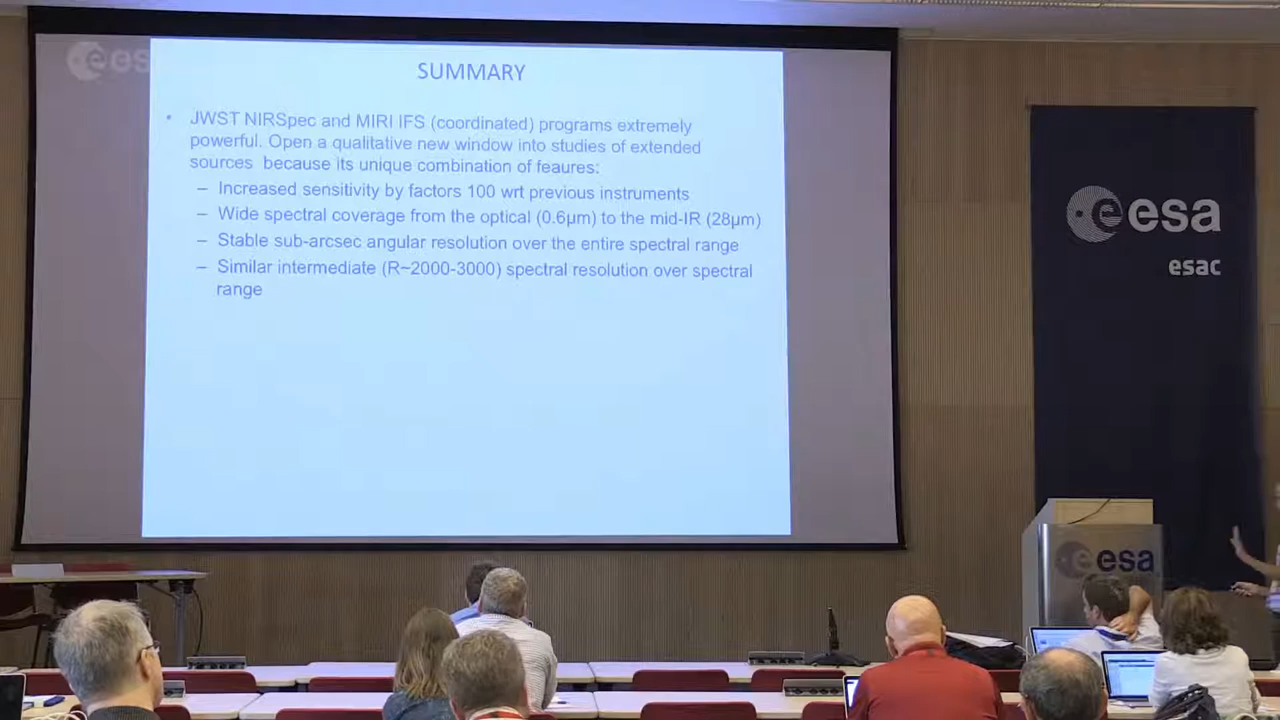 esa
SUMMARY
• JWST NIRSpec and MIRI IFS (coordinated) programs extremely
powerful. Open a qualitative new window into studies of extended
sources because its unique combination of feaures:
– Increased sensitivity by factors 100 wrt previous instruments
– Wide spectral coverage from the optical (0.6µm) to the mid-IR (28µm)
– Stable sub-arcsec angular resolution over the entire spectral range
– Similar intermediate (R~2000-3000) spectral resolution over spectral
range
esa
esac
esa